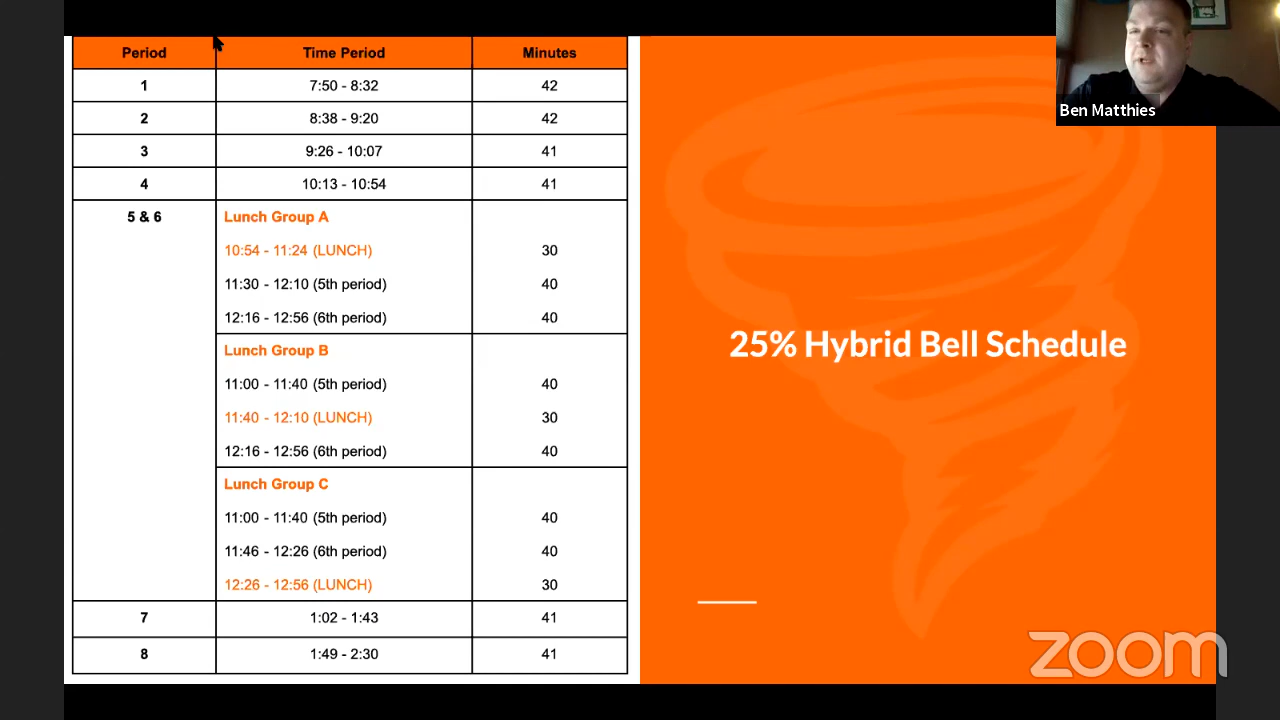 Period Time Period Minutes
1 7:50 - 8:32 42
2 8:38 - 9:20 42
3 9:26 - 10:07 41
4 10:13 - 10:54 41
5 & 6 Lunch Group A
10:54 - 11:24 (LUNCH) 30
11:30 - 12:10 (5th period) 40
12:16 - 12:56 (6th period) 40
Lunch Group B
11:00 - 11:40 (5th period) 40
11:40 - 12:10 (LUNCH) 30
12:16 - 12:56 (6th period) 40
Lunch Group C
11:00 - 11:40 (5th period) 40
11:46 - 12:26 (6th period) 40
12:26 - 12:56 (LUNCH) 30
7 1:02 - 1:43 41
8 1:49 - 2:30 41
25% Hybrid Bell Schedule
Ben Matthies
zoom